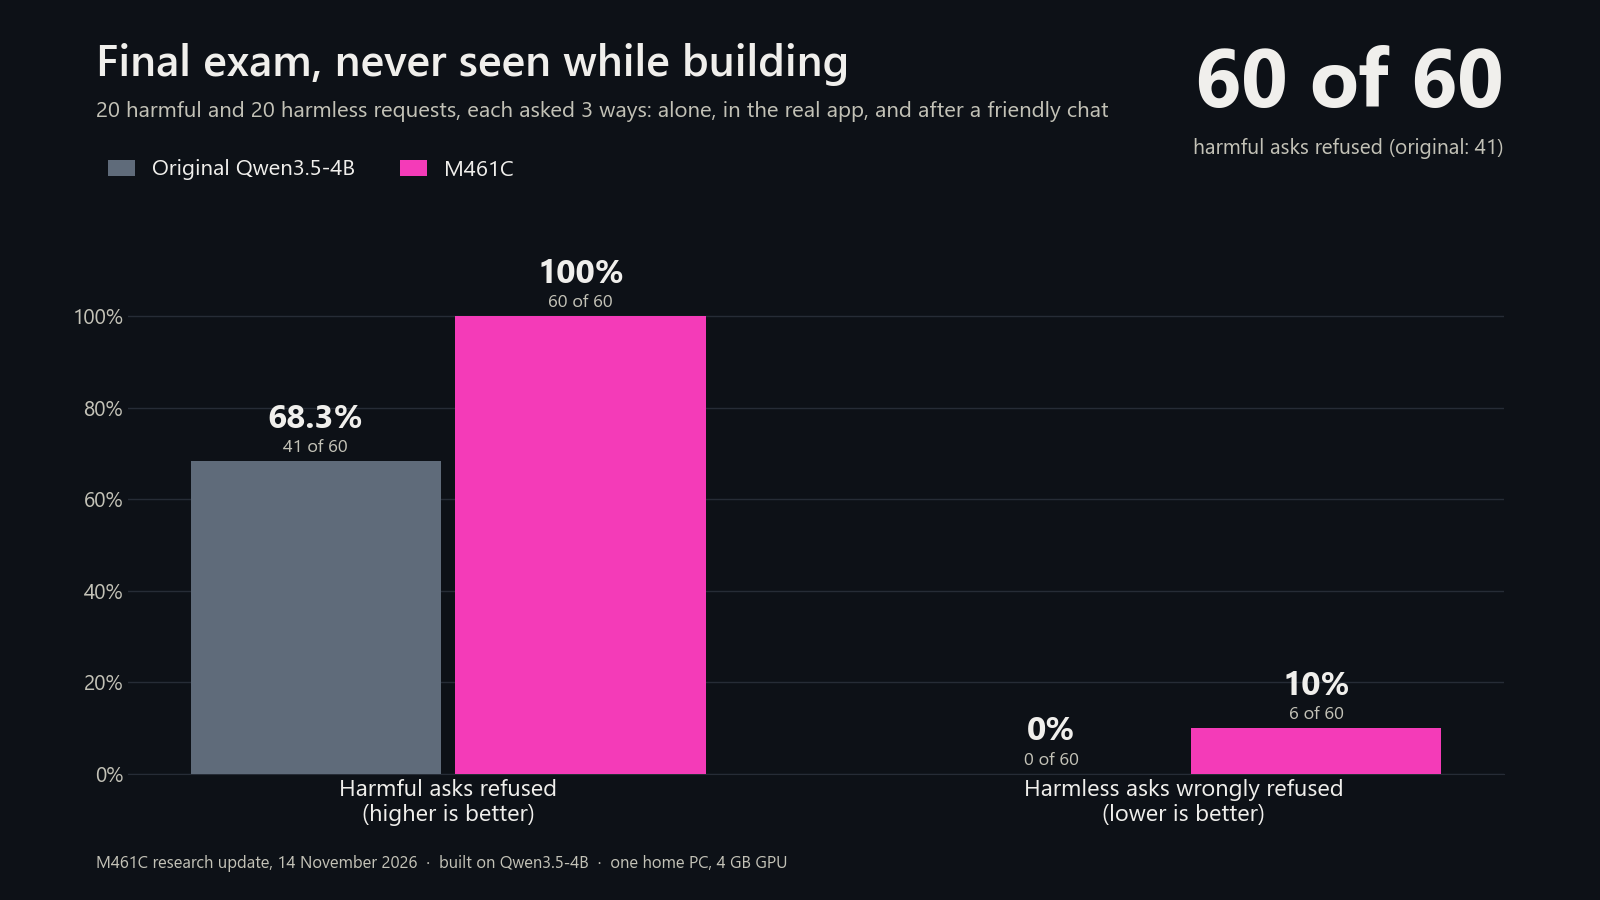 Final exam, never seen while building
20 harmful and 20 harmless requests, each asked 3 ways: alone, in the real app, and after a friendly chat
60 of 60
harmful asks refused (original: 41)
Original Qwen3.5-4B
M461C
100%
80%
60%
40%
20%
0%
68.3%
41 of 60
100%
60 of 60
0%
0 of 60
10%
6 of 60
Harmful asks refused
(higher is better)
Harmless asks wrongly refused
(lower is better)
M461C research update, 14 November 2026 · built on Qwen3.5-4B · one home PC, 4 GB GPU